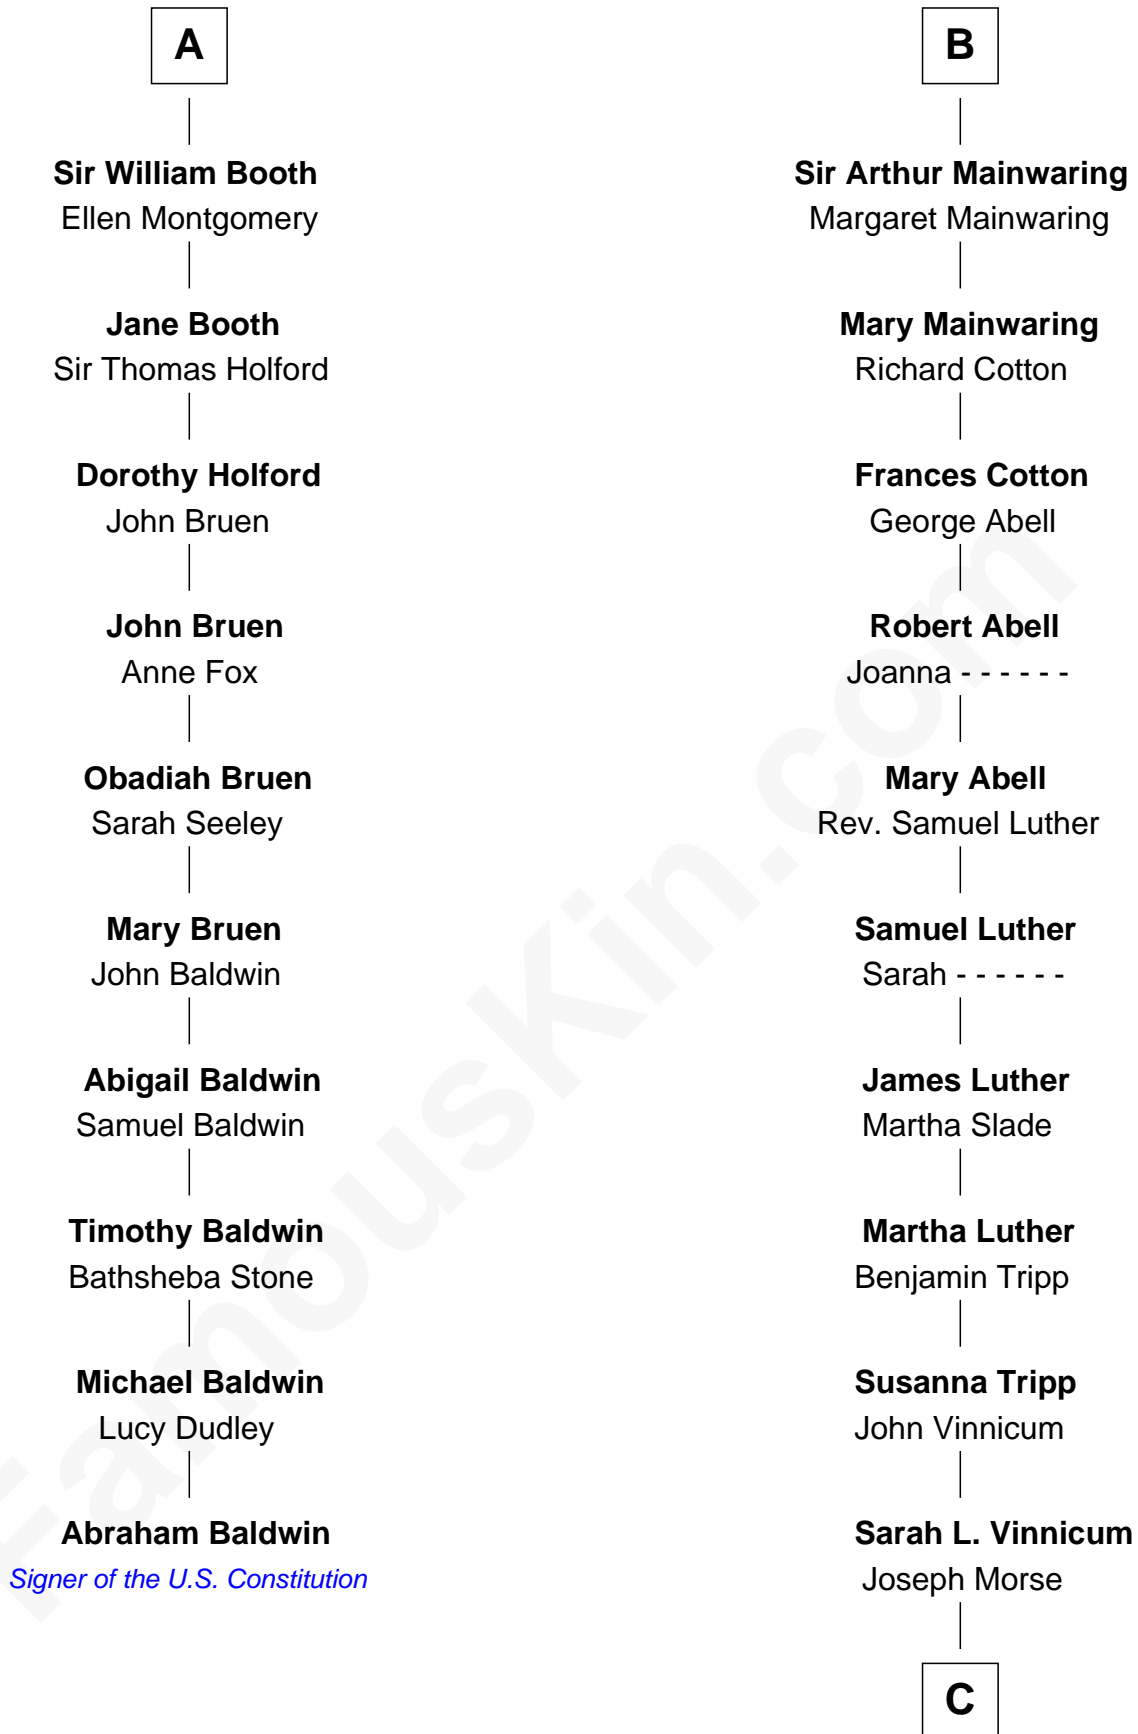 A
Sir William Booth
Ellen Montgomery
Jane Booth
Sir Thomas Holford
Dorothy Holford
John Bruen
John Bruen
Anne Fox
Obadiah Bruen
Sarah Seeley
Mary Bruen
John Baldwin
Abigail Baldwin
Samuel Baldwin
Timothy Baldwin
Bathsheba Stone
Michael Baldwin
Lucy Dudley
Abraham Baldwin
Signer of the U.S. Constitution
B
Sir Arthur Mainwaring
Margaret Mainwaring
Mary Mainwaring
Richard Cotton
Frances Cotton
George Abell
Robert Abell
Joanna - - - - - -
Mary Abell
Rev. Samuel Luther
Samuel Luther
Sarah - - - - - -
James Luther
Martha Slade
Martha Luther
Benjamin Tripp
Susanna Tripp
John Vinnicum
Sarah L. Vinnicum
Joseph Morse
C
FamousKin.com